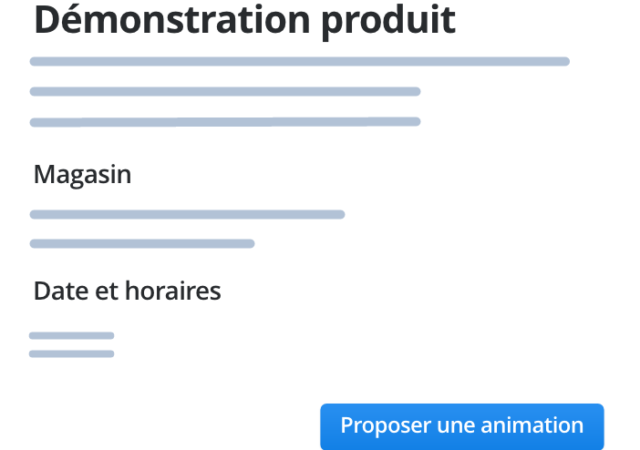 Démonstration produit
Magasin
Date et horaires
Proposer une animation